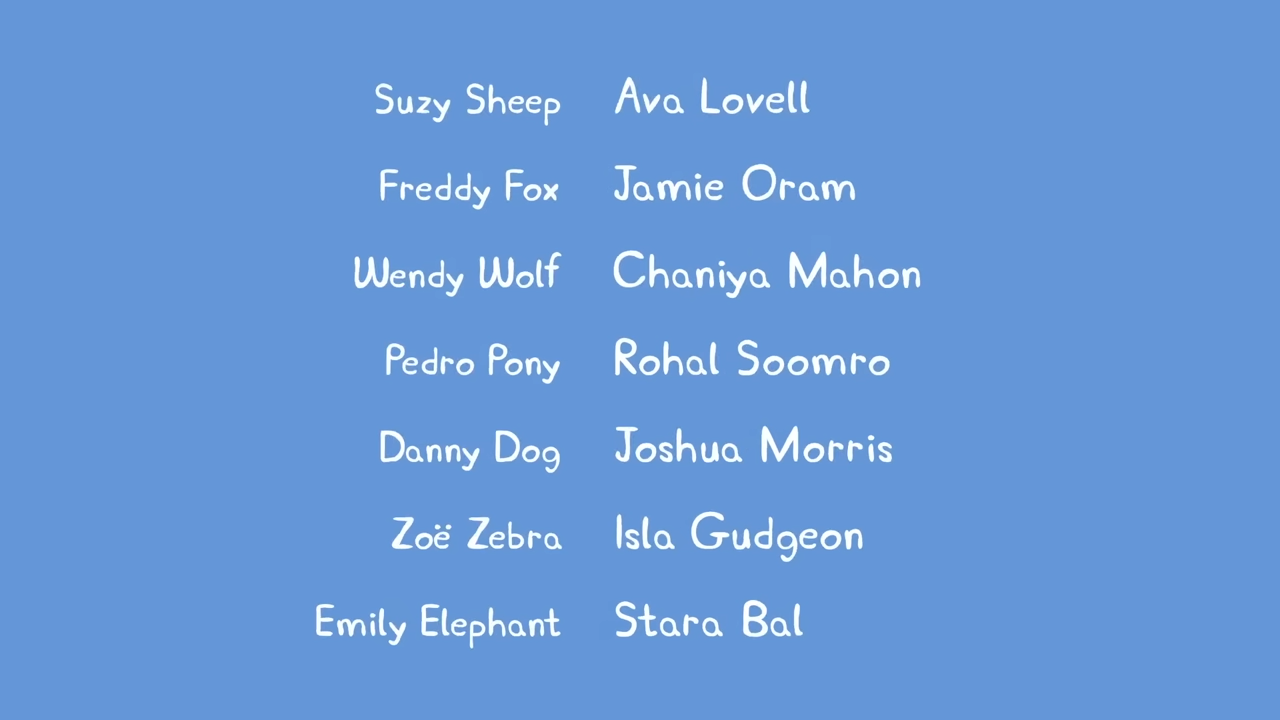 Suzy Sheep Ava Lovell
Freddy Fox Jamie Oram
Wendy Wolf Chaniya Mahon
Pedro Pony Rohal Soomro
Danny Dog Joshua Morris
Zoë Zebra Isla Gudgeon
Emily Elephant Stara Bal